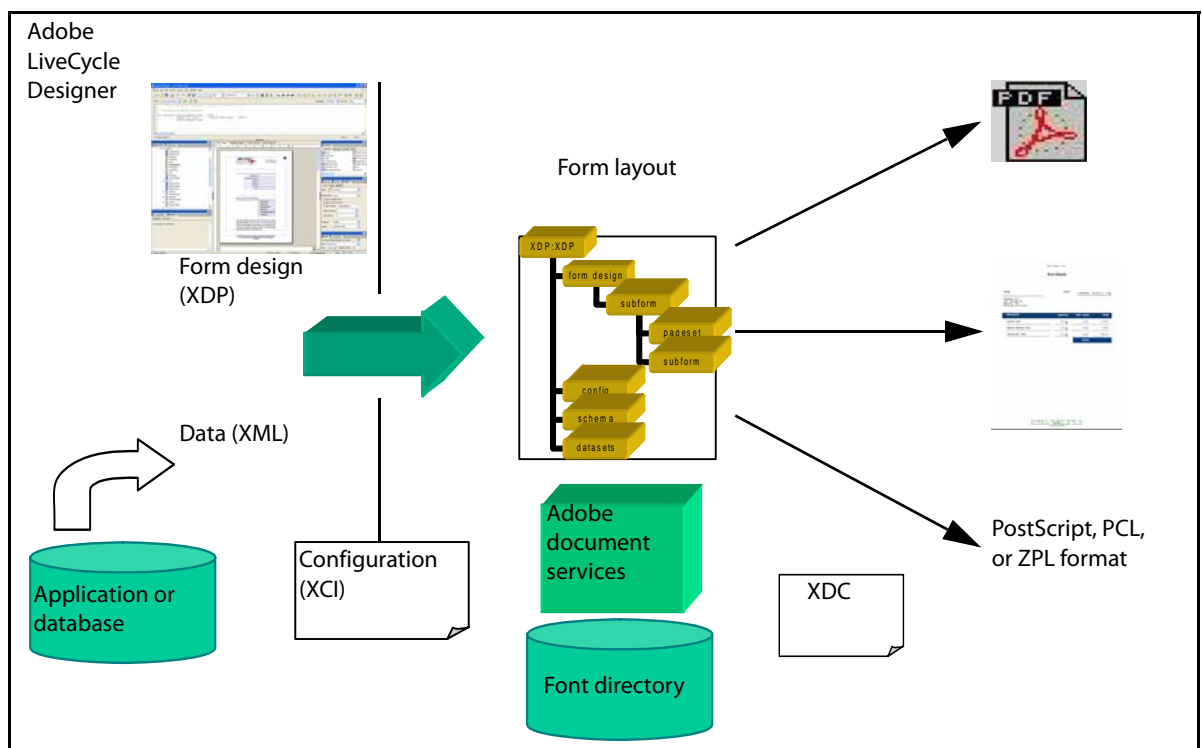 Adobe
LiveCycle
Designer
Form design
(XDP)
Data (XML)
Application or
database
Configuration
(XCI)
Form layout
XDP:XDP
form design
subform
pageset
subform
config
schema
datasets
Adobe
document
services
Font directory
XDC
PDF
PostScript, PCL,
or ZPL format